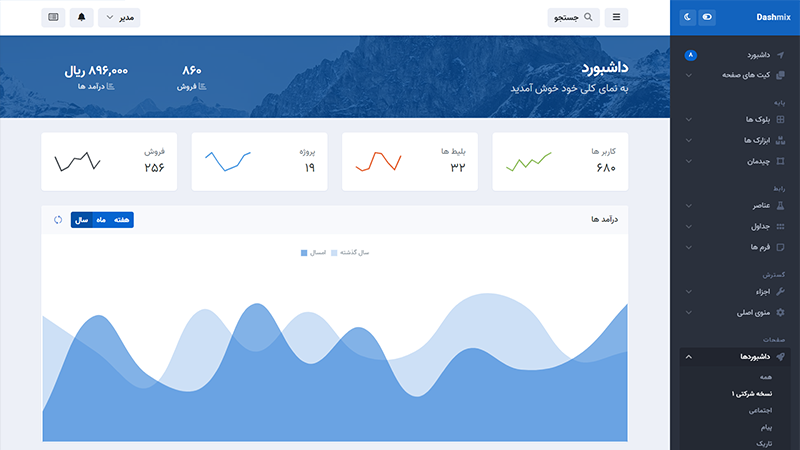 Dashmix
داشبورد
۸
کیت های صفحه
پایه
بلوک ها
ابزارک ها
چیدمان
رابط
عناصر
جداول
فرم ها
گسترش
اجزاء
منوی اصلی
صفحات
داشبوردها
همه
نسخه شرکتی ۱
اجتماعی
پیام
تاریک
جستجو
مدیر
داشبورد
به نمای کلی خود خوش آمدید
۸۶۰
فروش
۸۹۶,۰۰۰ ریال
درآمد ها
کاربر ها
۶۸۰
بلیط ها
۳۲
پروژه
۱۹
فروش
۲۵۶
درآمد ها
هفته
ماه
سال
سال گذشته
امسال